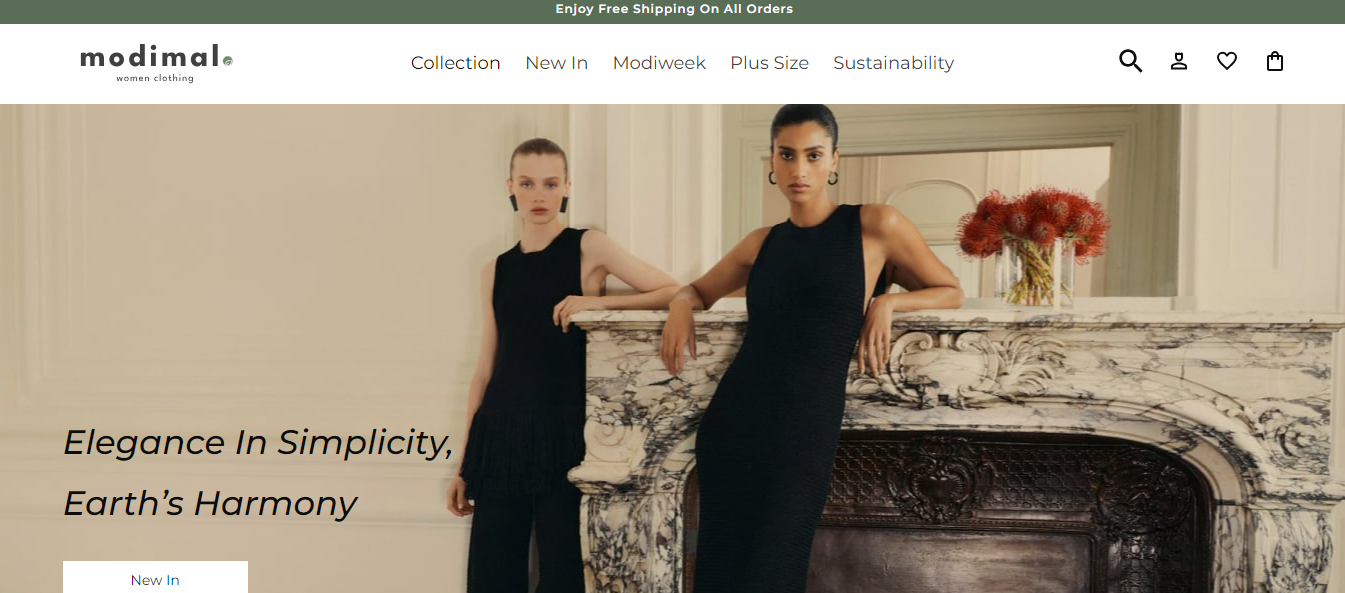 Enjoy Free Shipping On All Orders
modimal
women clothing
Collection New In Modiweek Plus Size Sustainability
Elegance In Simplicity,
Earth’s Harmony
New In